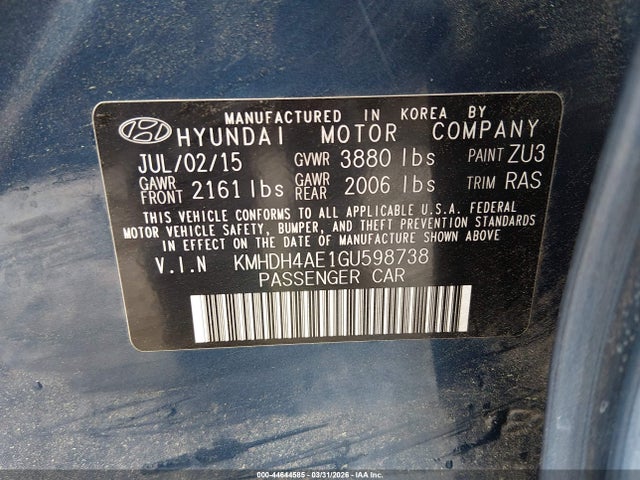 MANUFACTURED IN KOREA BY
HYUNDAI MOTOR COMPANY
JUL/02/15 GVWR 3880 lbs PAINT ZU3
GAWR FRONT 2161 lbs GAWR REAR 2006 lbs TRIM RAS
THIS VEHICLE CONFORMS TO ALL APPLICABLE U.S.A. FEDERAL
MOTOR VEHICLE SAFETY, BUMPER, AND THEFT PREVENTION STANDARDS
IN EFFECT ON THE DATE OF MANUFACTURE SHOWN ABOVE
V.I.N KMHDH4AE1GU598738
PASSENGER CAR
000-44644585 - 03/31/2026 - IAA Inc.